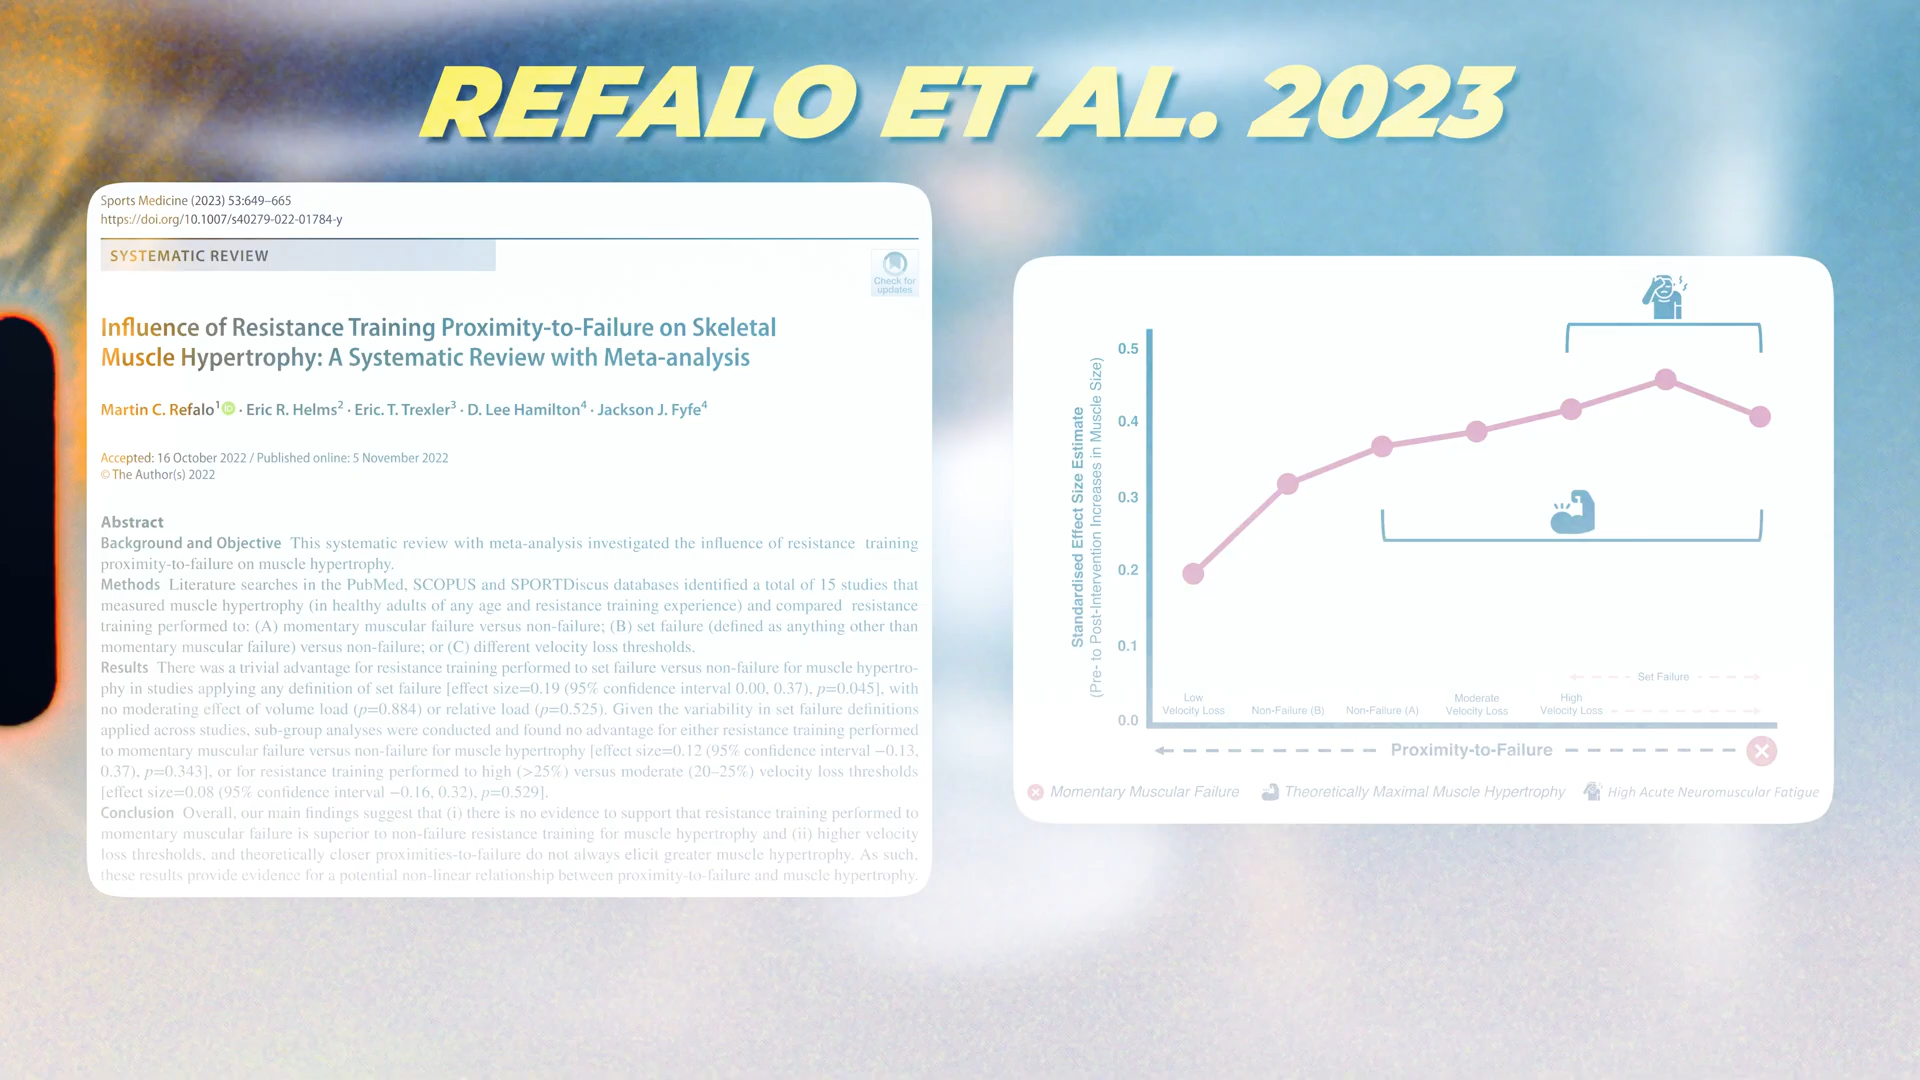 REFALO ET AL. 2023
Sports Medicine (2023) 53:649–665
https://doi.org/10.1007/s40279-022-01784-y
SYSTEMATIC REVIEW
Check for
updates
Influence of Resistance Training Proximity-to-Failure on Skeletal
Muscle Hypertrophy: A Systematic Review with Meta-analysis
Martin C. Refalo1 iD · Eric R. Helms2 · Eric. T. Trexler3 · D. Lee Hamilton4 · Jackson J. Fyfe4
Accepted: 16 October 2022 / Published online: 5 November 2022
© The Author(s) 2022
Abstract
Background and Objective This systematic review with meta-analysis investigated the influence of resistance training
proximity-to-failure on muscle hypertrophy.
Methods Literature searches in the PubMed, SCOPUS and SPORTDiscus databases identified a total of 15 studies that
measured muscle hypertrophy (in healthy adults of any age and resistance training experience) and compared resistance
training performed to: (A) momentary muscular failure versus non-failure; (B) set failure (defined as anything other than
momentary muscular failure) versus non-failure; or (C) different velocity loss thresholds.
Results There was a trivial advantage for resistance training performed to set failure versus non-failure for muscle hypertro-
phy in studies applying any definition of set failure [effect size=0.19 (95% confidence interval 0.00, 0.37), p=0.045], with
no moderating effect of volume load (p=0.884) or relative load (p=0.525). Given the variability in set failure definitions
applied across studies, sub-group analyses were conducted and found no advantage for either resistance training performed
to momentary muscular failure versus non-failure for muscle hypertrophy [effect size=0.12 (95% confidence interval −0.13,
0.37), p=0.343], or for resistance training performed to high (>25%) versus moderate (20–25%) velocity loss thresholds
[effect size=0.08 (95% confidence interval −0.16, 0.32), p=0.529].
Conclusion Overall, our main findings suggest that (i) there is no evidence to support that resistance training performed to
momentary muscular failure is superior to non-failure resistance training for muscle hypertrophy and (ii) higher velocity
loss thresholds, and theoretically closer proximities-to-failure do not always elicit greater muscle hypertrophy. As such,
these results provide evidence for a potential non-linear relationship between proximity-to-failure and muscle hypertrophy.
Standardised Effect Size Estimate
(Pre- to Post-Intervention Increases in Muscle Size)
0.5
0.4
0.3
0.2
0.1
0.0
Set Failure
Low
Velocity Loss
Non-Failure (B)
Non-Failure (A)
Moderate
Velocity Loss
High
Velocity Loss
Proximity-to-Failure
Momentary Muscular Failure
Theoretically Maximal Muscle Hypertrophy
High Acute Neuromuscular Fatigue